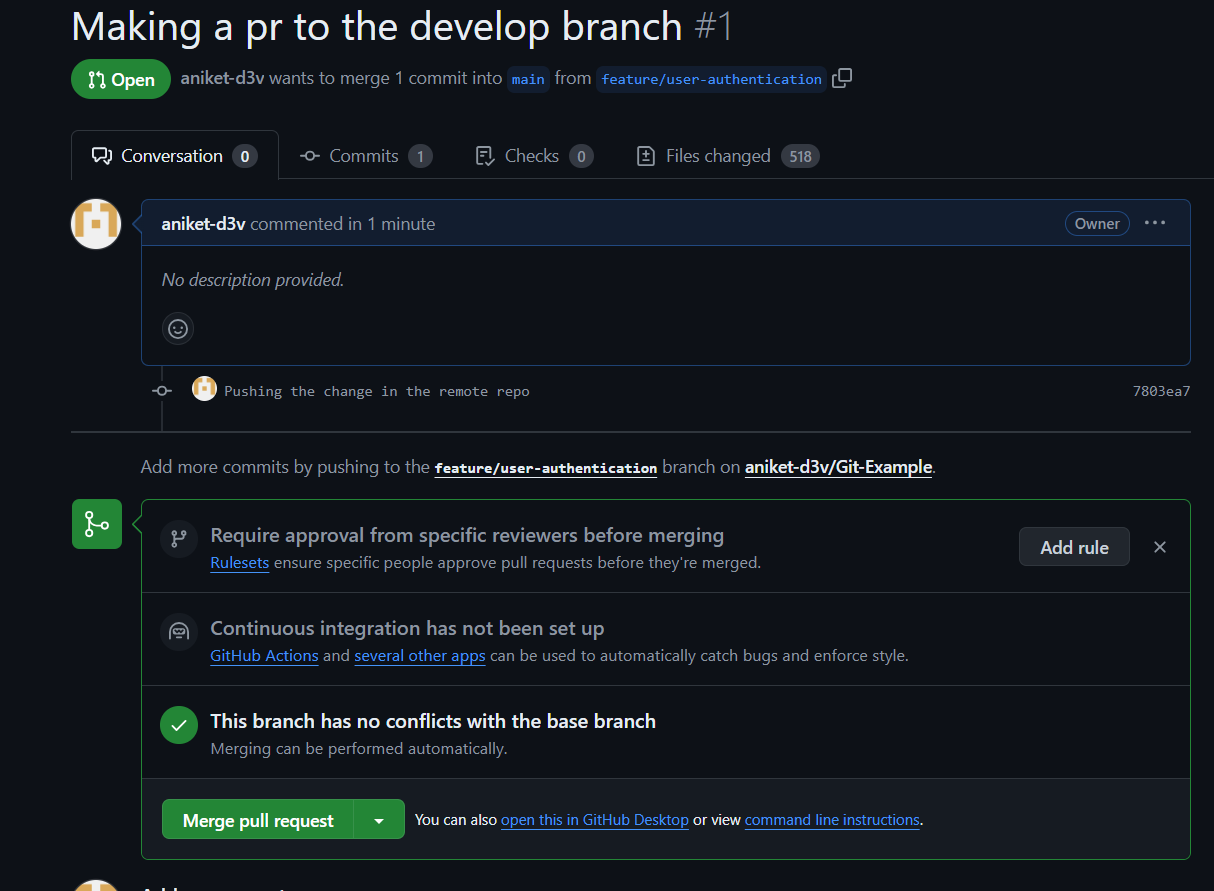 Making a pr to the develop branch #1
Open aniket-d3v wants to merge 1 commit into main from feature/user-authentication
Conversation 0 Commits 1 Checks 0 Files changed 518
aniket-d3v commented in 1 minute Owner
No description provided.
Pushing the change in the remote repo 7803ea7
Add more commits by pushing to the feature/user-authentication branch on aniket-d3v/Git-Example.
Require approval from specific reviewers before merging
Rulesets ensure specific people approve pull requests before they're merged.
Add rule
Continuous integration has not been set up
GitHub Actions and several other apps can be used to automatically catch bugs and enforce style.
This branch has no conflicts with the base branch
Merging can be performed automatically.
Merge pull request You can also open this in GitHub Desktop or view command line instructions.